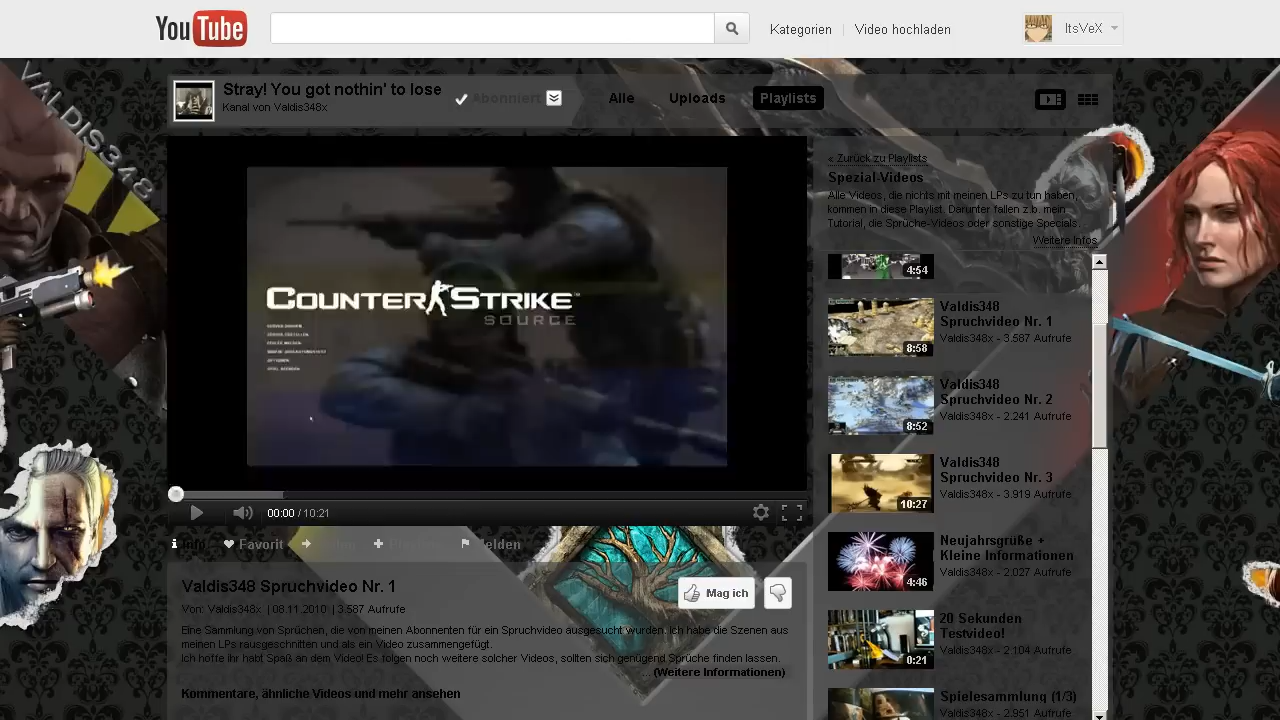 YouTube
Kategorien | Video hochladen
ItsVeX
VALDIS348
Stray! You got nothin' to lose
Kanal von Valdis348x
Abonniert
Alle Uploads Playlists
« Zurück zu Playlists
Spezial-Videos
Alle Videos, die nichts mit meinen LPs zu tun haben,
kommen in diese Playlist. Darunter fallen z.b. mein
Tutorial, die Sprüche-Videos oder sonstige Specials.
Weitere Infos
COUNTER STRIKE™
SOURCE
4:54
Valdis348
Spruchvideo Nr. 1
Valdis348x - 3.587 Aufrufe
8:58
Valdis348
Spruchvideo Nr. 2
Valdis348x - 2.241 Aufrufe
8:52
Valdis348
Spruchvideo Nr. 3
Valdis348x - 3.919 Aufrufe
10:27
Neujahrsgrüße +
Kleine Informationen
Valdis348x - 2.027 Aufrufe
4:46
20 Sekunden
Testvideo!
Valdis348x - 2.104 Aufrufe
0:21
Spielesammlung (1/3)
Valdis348x - 2.951 Aufrufe
00:00 / 10:21
Info Favorit
Valdis348 Spruchvideo Nr. 1
Mag ich
Von: Valdis348x | 08.11.2010 | 3.587 Aufrufe
Eine Sammlung von Sprüchen, die von meinen Abonnenten für ein Spruchvideo ausgesucht wurden. Ich habe die Szenen aus
meinen LPs rausgeschnitten und als ein Video zusammengefügt.
Ich hoffe ihr habt Spaß an dem Video! Es folgen noch weitere solcher Videos, sollten sich genügend Sprüche finden lassen.
... (Weitere Informationen)
Kommentare, ähnliche Videos und mehr ansehen